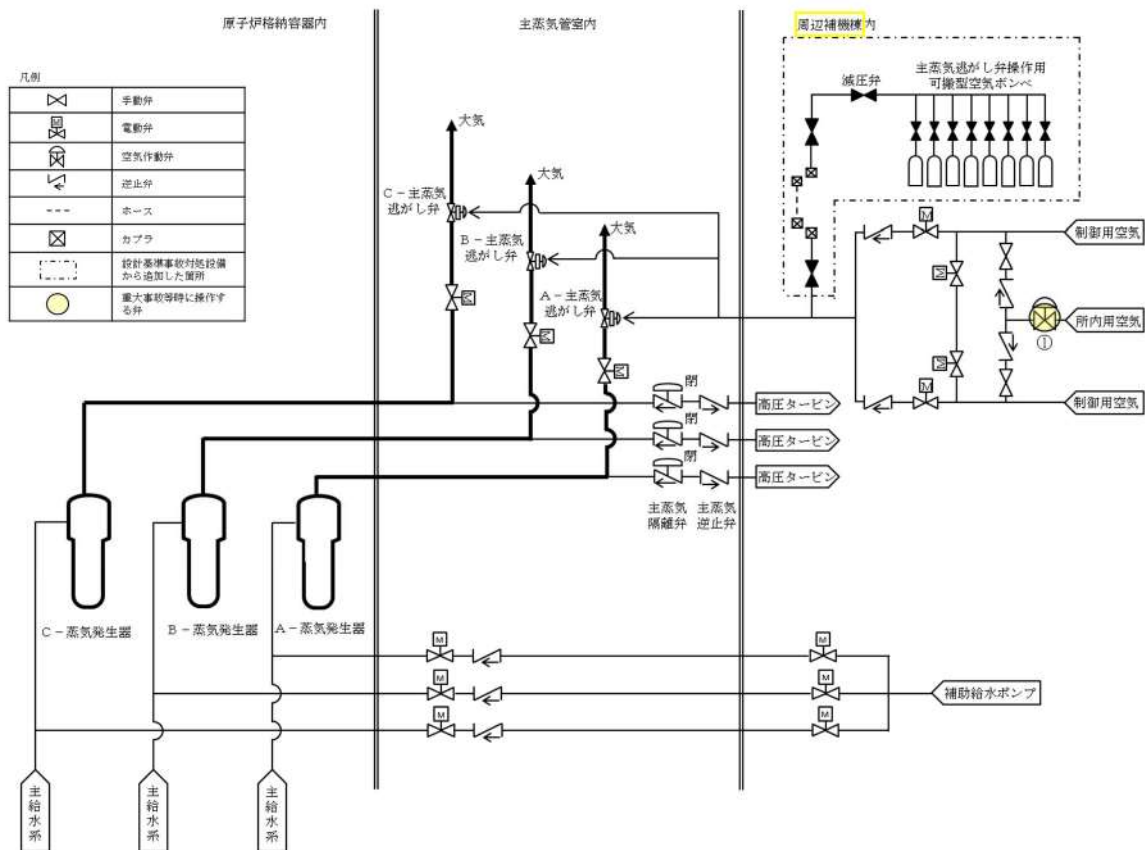 原子炉格納容器内
主蒸気管室内
周辺補機棟内
凡例
手動弁
M
電動弁
空気作動弁
逆止弁
ホース
カプラ
設計基準事故対処設備
から追加した箇所
重大事故等時に操作す
る弁
減圧弁
主蒸気逃がし弁操作用
可搬型空気ボンベ
大気
大気
大気
C-主蒸気
逃がし弁
B-主蒸気
逃がし弁
A-主蒸気
逃がし弁
M
M
M
M
M
M
M
制御用空気
所内用空気
①
制御用空気
閉
高圧タービン
閉
高圧タービン
閉
高圧タービン
主蒸気
隔離弁
主蒸気
逆止弁
C-蒸気発生器
B-蒸気発生器
A-蒸気発生器
M
M
M
M
M
M
補助給水ポンプ
主給水系
主給水系
主給水系